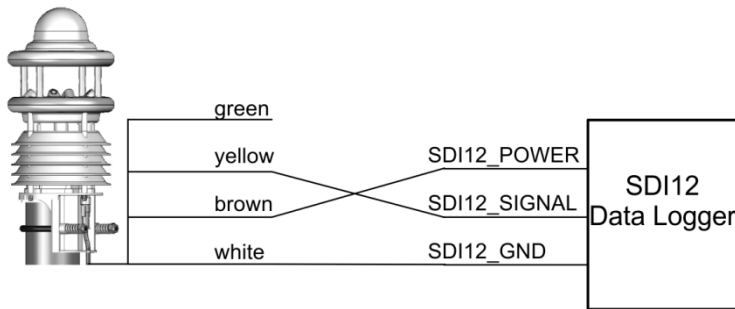 green
yellow
SDI12_POWER
brown
SDI12_SIGNAL
white
SDI12_GND
SDI12
Data Logger